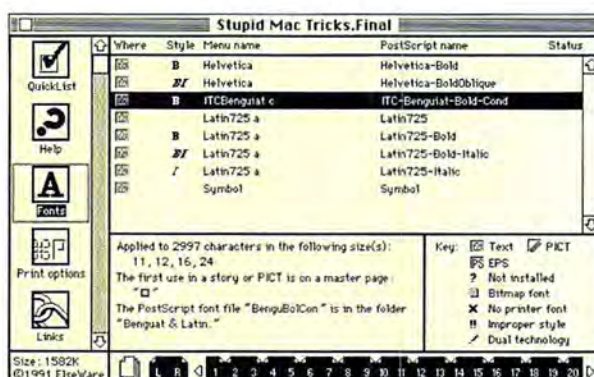 Stupid Mac Tricks.Final
Where Style Menu name PostScript name Status
B Helvetica Helvetica-Bold
BI Helvetica Helvetica-BoldOblique
B ITCBenguiat c ITC-Benguiat-Bold-Cond
Latin725 a Latin725
B Latin725 a Latin725-Bold
BI Latin725 a Latin725-Bold-Italic
I Latin725 a Latin725-Italic
Symbol Symbol
QuickList
Help
Fonts
Print options
Links
Applied to 2997 characters in the following size(s):
11, 12, 16, 24
The first use in a story or PICT is on a master page:
"□"
The PostScript font file "BenguBolCon" is in the folder
"Benguat & Latin."
Key: Text PICT
EPS
? Not installed
Bitmap font
X No printer font
!! Improper style
Dual technology
Size: 1582K
©1991 ElseWare
L R 1 2 3 4 5 6 7 8 9 10 11 12 13 14 15 16 17 18 19 20